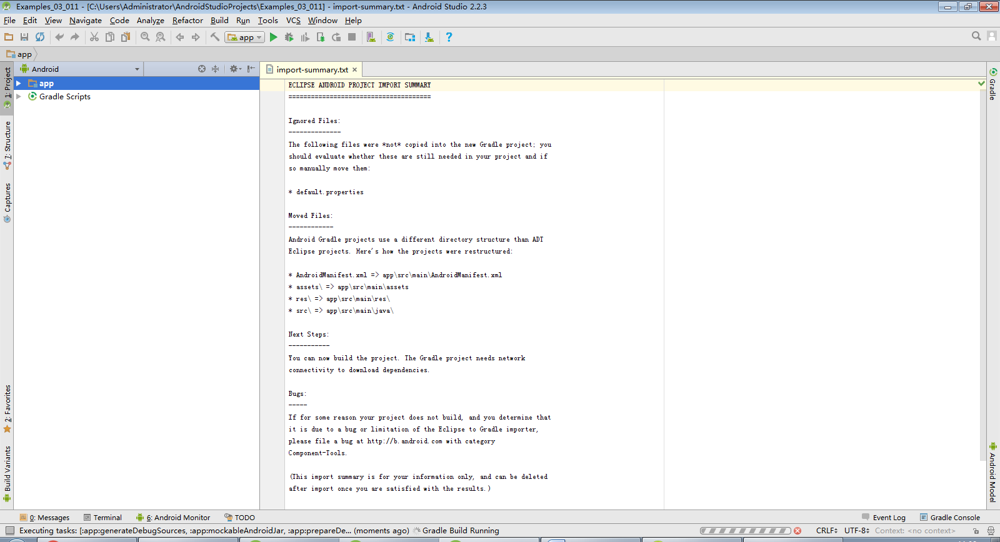 Examples_03_011 - [C:\Users\Administrator\AndroidStudioProjects\Examples_03_011] - import-summary.txt - Android Studio 2.2.3
File Edit View Navigate Code Analyze Refactor Build Run Tools VCS Window Help
app
app
Android
import-summary.txt
1: Project
7: Structure
Captures
2: Favorites
Build Variants
app
Gradle Scripts
ECLIPSE ANDROID PROJECT IMPORT SUMMARY
======================================
Ignored Files:
--------------
The following files were *not* copied into the new Gradle project; you
should evaluate whether these are still needed in your project and if
so manually move them:
* default.properties
Moved Files:
------------
Android Gradle projects use a different directory structure than ADT
Eclipse projects. Here's how the projects were restructured:
* AndroidManifest.xml => app\src\main\AndroidManifest.xml
* assets\ => app\src\main\assets
* res\ => app\src\main\res\
* src\ => app\src\main\java\
Next Steps:
-----------
You can now build the project. The Gradle project needs network
connectivity to download dependencies.
Bugs:
-----
If for some reason your project does not build, and you determine that
it is due to a bug or limitation of the Eclipse to Gradle importer,
please file a bug at http://b.android.com with category
Component-Tools.
(This import summary is for your information only, and can be deleted
after import once you are satisfied with the results.)
Gradle
Android Model
0: Messages Terminal 6: Android Monitor TODO Event Log Gradle Console
Executing tasks: [:app:generateDebugSources, :app:mockableAndroidJar, :app:prepareDe... (moments ago) Gradle Build Running CRLF UTF-8 Context: <no context>